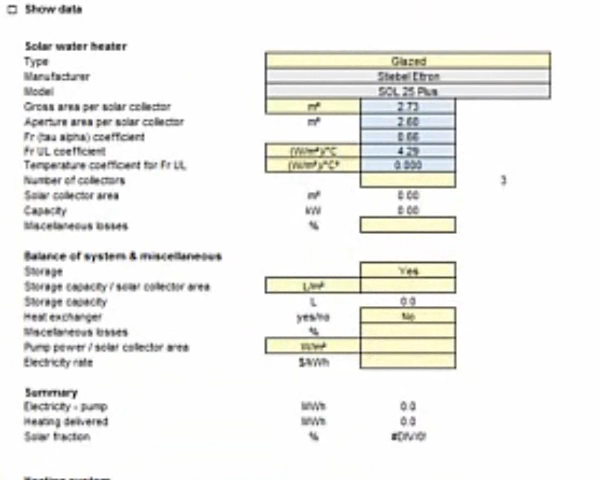 Show data
Solar water heater
Type Glazed
Manufacturer Stiebel Eltron
Model SOL 25 Plus
Gross area per solar collector m² 2.73
Aperture area per solar collector m² 2.60
Fr (tau alpha) coefficient 0.66
Fr UL coefficient (W/m²)/°C 4.29
Temperature coefficient for Fr UL (W/m²)/°C² 0.000
Number of collectors 3
Solar collector area m² 0.00
Capacity kW 0.00
Miscellaneous losses %
Balance of system & miscellaneous
Storage Yes
Storage capacity / solar collector area L/m²
Storage capacity L 0.0
Heat exchanger yes/no No
Miscellaneous losses %
Pump power / solar collector area W/m²
Electricity rate $/kWh
Summary
Electricity - pump MWh 0.0
Heating delivered MWh 0.0
Solar fraction % #DIV/0!
Heating system